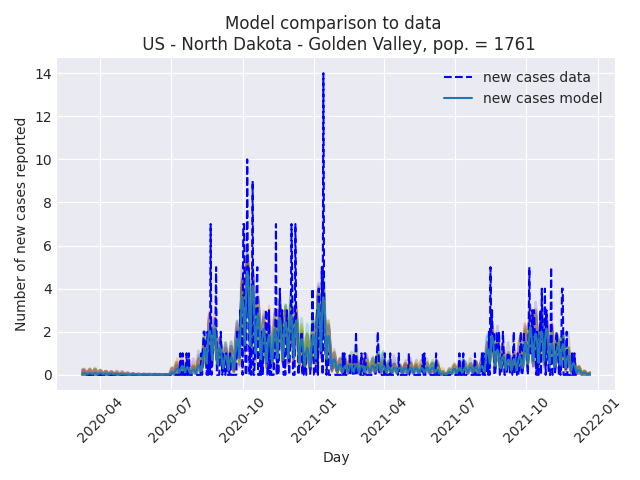 Model comparison to data
US - North Dakota - Golden Valley, pop. = 1761
new cases data
new cases model
Number of new cases reported
14
12
10
8
6
4
2
0
2020-04
2020-07
2020-10
2021-01
2021-04
2021-07
2021-10
2022-01
Day